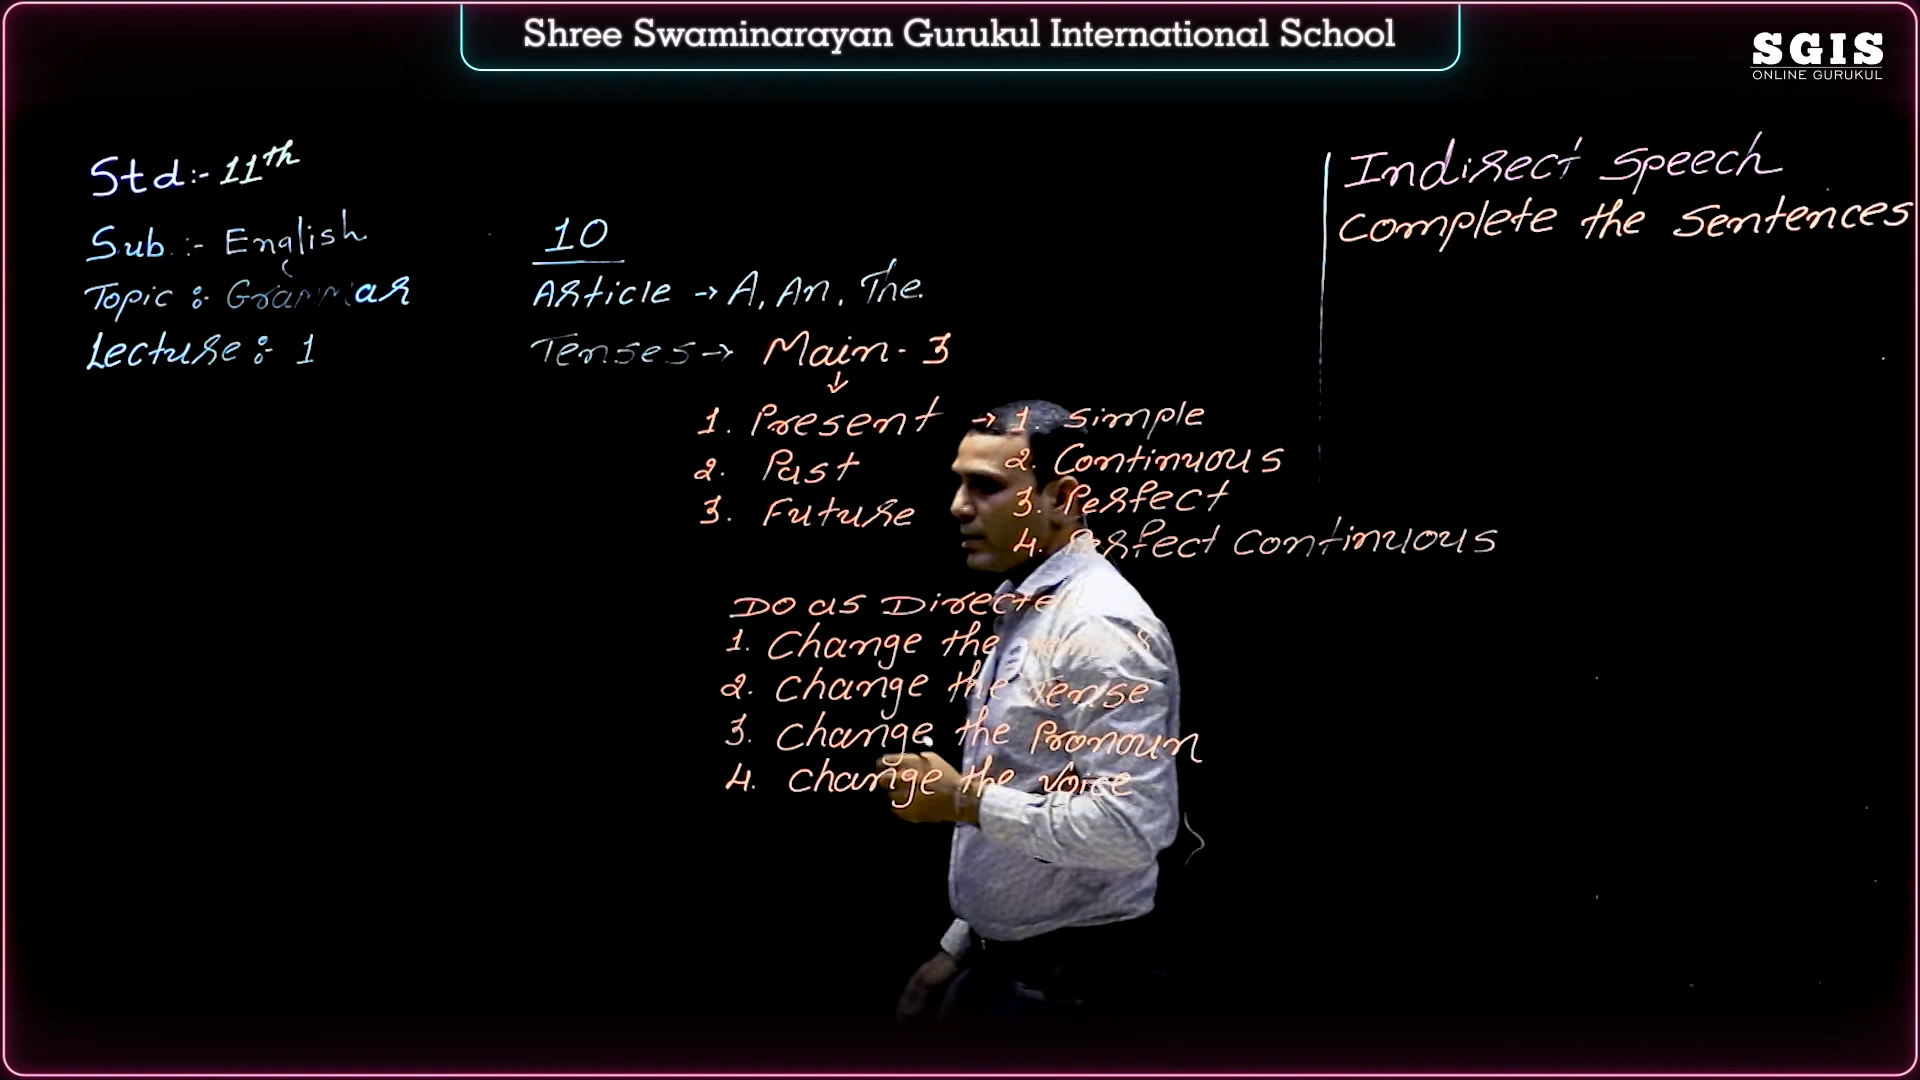 Shree Swaminarayan Gurukul International School
SGIS
ONLINE GURUKUL
Std:- 11th
Sub.:- English
Topic :- Grammar
Lecture :- 1
10
Article → A, An, The.
Tenses → Main - 3
↓
1. Present → 1. Simple
2. Past 2. Continuous
3. Future 3. Perfect
4. Perfect Continuous
Do as Directed
1. Change the
2. Change the Tense
3. Change the Pronoun
4. Change the Voice
Indirect Speech
Complete the Sentences